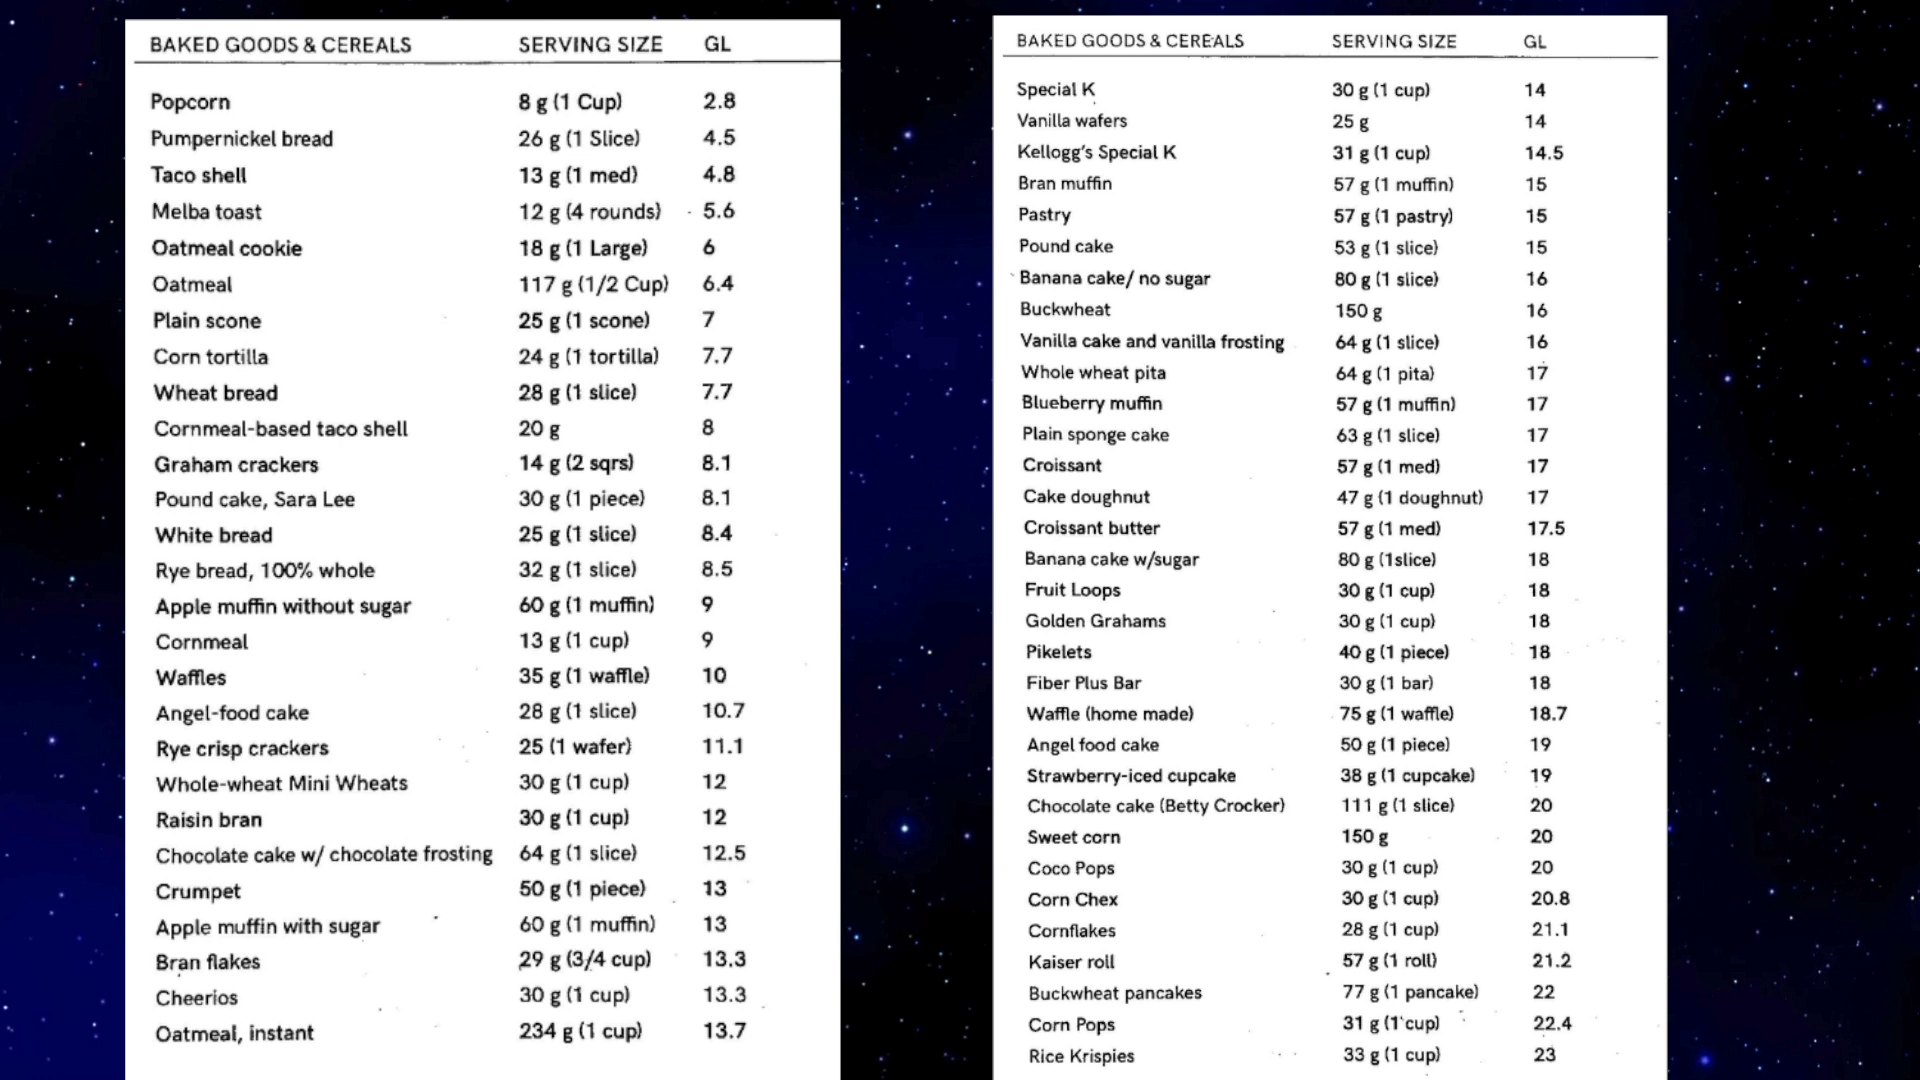 BAKED GOODS & CEREALS SERVING SIZE GL
Popcorn 8 g (1 Cup) 2.8
Pumpernickel bread 26 g (1 Slice) 4.5
Taco shell 13 g (1 med) 4.8
Melba toast 12 g (4 rounds) 5.6
Oatmeal cookie 18 g (1 Large) 6
Oatmeal 117 g (1/2 Cup) 6.4
Plain scone 25 g (1 scone) 7
Corn tortilla 24 g (1 tortilla) 7.7
Wheat bread 28 g (1 slice) 7.7
Cornmeal-based taco shell 20 g 8
Graham crackers 14 g (2 sqrs) 8.1
Pound cake, Sara Lee 30 g (1 piece) 8.1
White bread 25 g (1 slice) 8.4
Rye bread, 100% whole 32 g (1 slice) 8.5
Apple muffin without sugar 60 g (1 muffin) 9
Cornmeal 13 g (1 cup) 9
Waffles 35 g (1 waffle) 10
Angel-food cake 28 g (1 slice) 10.7
Rye crisp crackers 25 (1 wafer) 11.1
Whole-wheat Mini Wheats 30 g (1 cup) 12
Raisin bran 30 g (1 cup) 12
Chocolate cake w/ chocolate frosting 64 g (1 slice) 12.5
Crumpet 50 g (1 piece) 13
Apple muffin with sugar 60 g (1 muffin) 13
Bran flakes 29 g (3/4 cup) 13.3
Cheerios 30 g (1 cup) 13.3
Oatmeal, instant 234 g (1 cup) 13.7
BAKED GOODS & CEREALS SERVING SIZE GL
Special K 30 g (1 cup) 14
Vanilla wafers 25 g 14
Kellogg's Special K 31 g (1 cup) 14.5
Bran muffin 57 g (1 muffin) 15
Pastry 57 g (1 pastry) 15
Pound cake 53 g (1 slice) 15
Banana cake/ no sugar 80 g (1 slice) 16
Buckwheat 150 g 16
Vanilla cake and vanilla frosting 64 g (1 slice) 16
Whole wheat pita 64 g (1 pita) 17
Blueberry muffin 57 g (1 muffin) 17
Plain sponge cake 63 g (1 slice) 17
Croissant 57 g (1 med) 17
Cake doughnut 47 g (1 doughnut) 17
Croissant butter 57 g (1 med) 17.5
Banana cake w/sugar 80 g (1slice) 18
Fruit Loops 30 g (1 cup) 18
Golden Grahams 30 g (1 cup) 18
Pikelets 40 g (1 piece) 18
Fiber Plus Bar 30 g (1 bar) 18
Waffle (home made) 75 g (1 waffle) 18.7
Angel food cake 50 g (1 piece) 19
Strawberry-iced cupcake 38 g (1 cupcake) 19
Chocolate cake (Betty Crocker) 111 g (1 slice) 20
Sweet corn 150 g 20
Coco Pops 30 g (1 cup) 20
Corn Chex 30 g (1 cup) 20.8
Cornflakes 28 g (1 cup) 21.1
Kaiser roll 57 g (1 roll) 21.2
Buckwheat pancakes 77 g (1 pancake) 22
Corn Pops 31 g (1 cup) 22.4
Rice Krispies 33 g (1 cup) 23